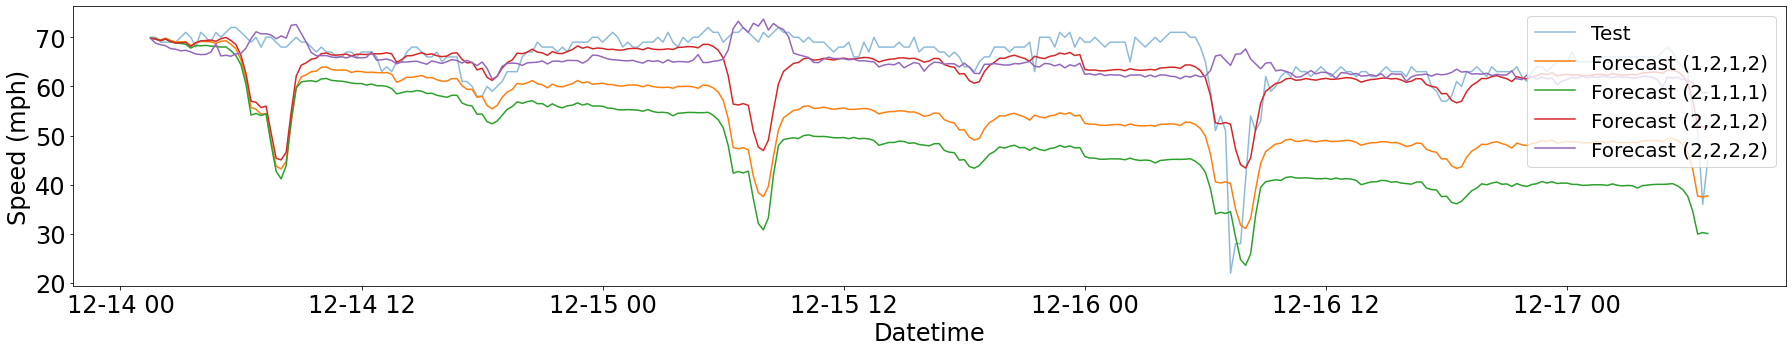 70
60
50
40
30
20
Speed (mph)
12-14 00
12-14 12
12-15 00
12-15 12
12-16 00
12-16 12
12-17 00
Datetime
Test
Forecast (1,2,1,2)
Forecast (2,1,1,1)
Forecast (2,2,1,2)
Forecast (2,2,2,2)